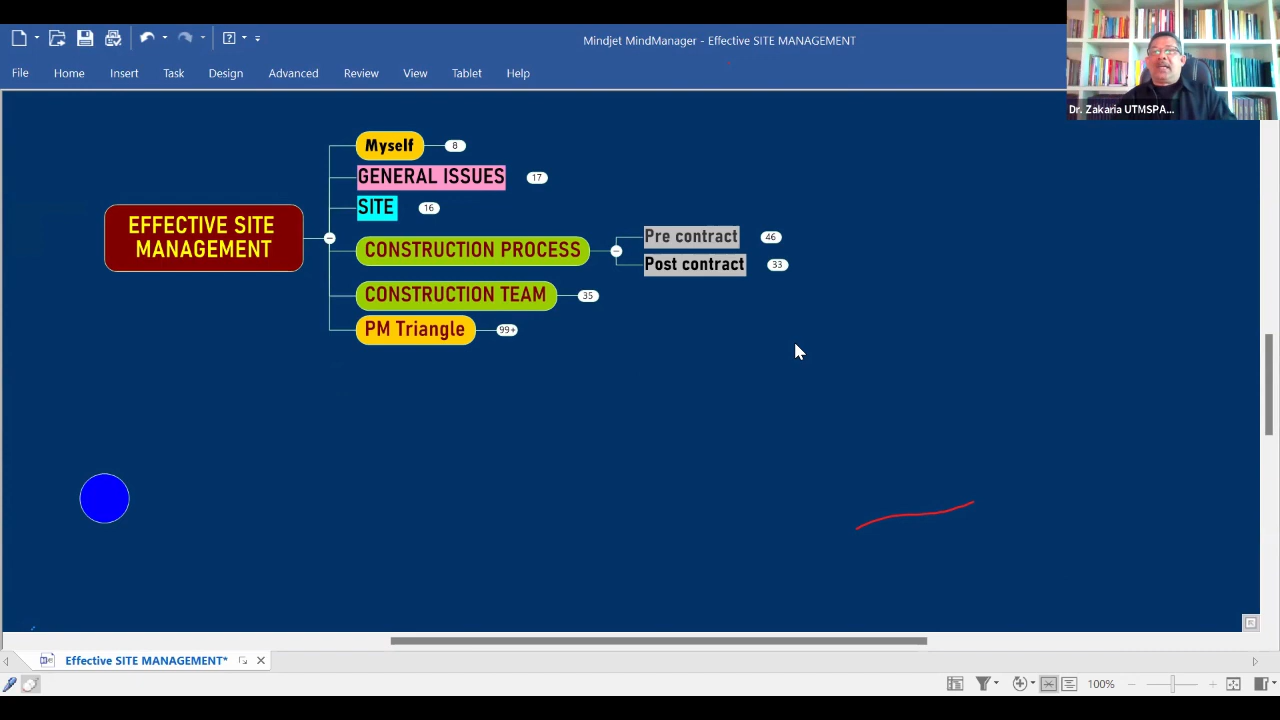 Mindjet MindManager - Effective SITE MANAGEMENT
File Home Insert Task Design Advanced Review View Tablet Help
Dr. Zakaria UTMSPA...
Myself 8
GENERAL ISSUES 17
SITE 16
EFFECTIVE SITE
MANAGEMENT
CONSTRUCTION PROCESS
Pre contract 46
Post contract 33
CONSTRUCTION TEAM 35
PM Triangle 99+
Effective SITE MANAGEMENT*
100%